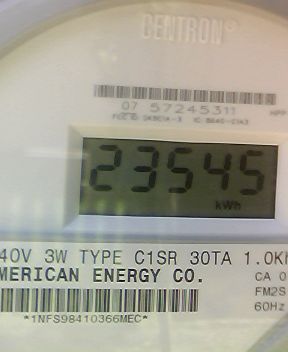 CENTRON®
07 57245311
23545
kWh
40V 3W TYPE C1SR 30TA 1.0K
MERICAN ENERGY CO.
CA 0
FM2S
60Hz
*1NFS98410366MEC*